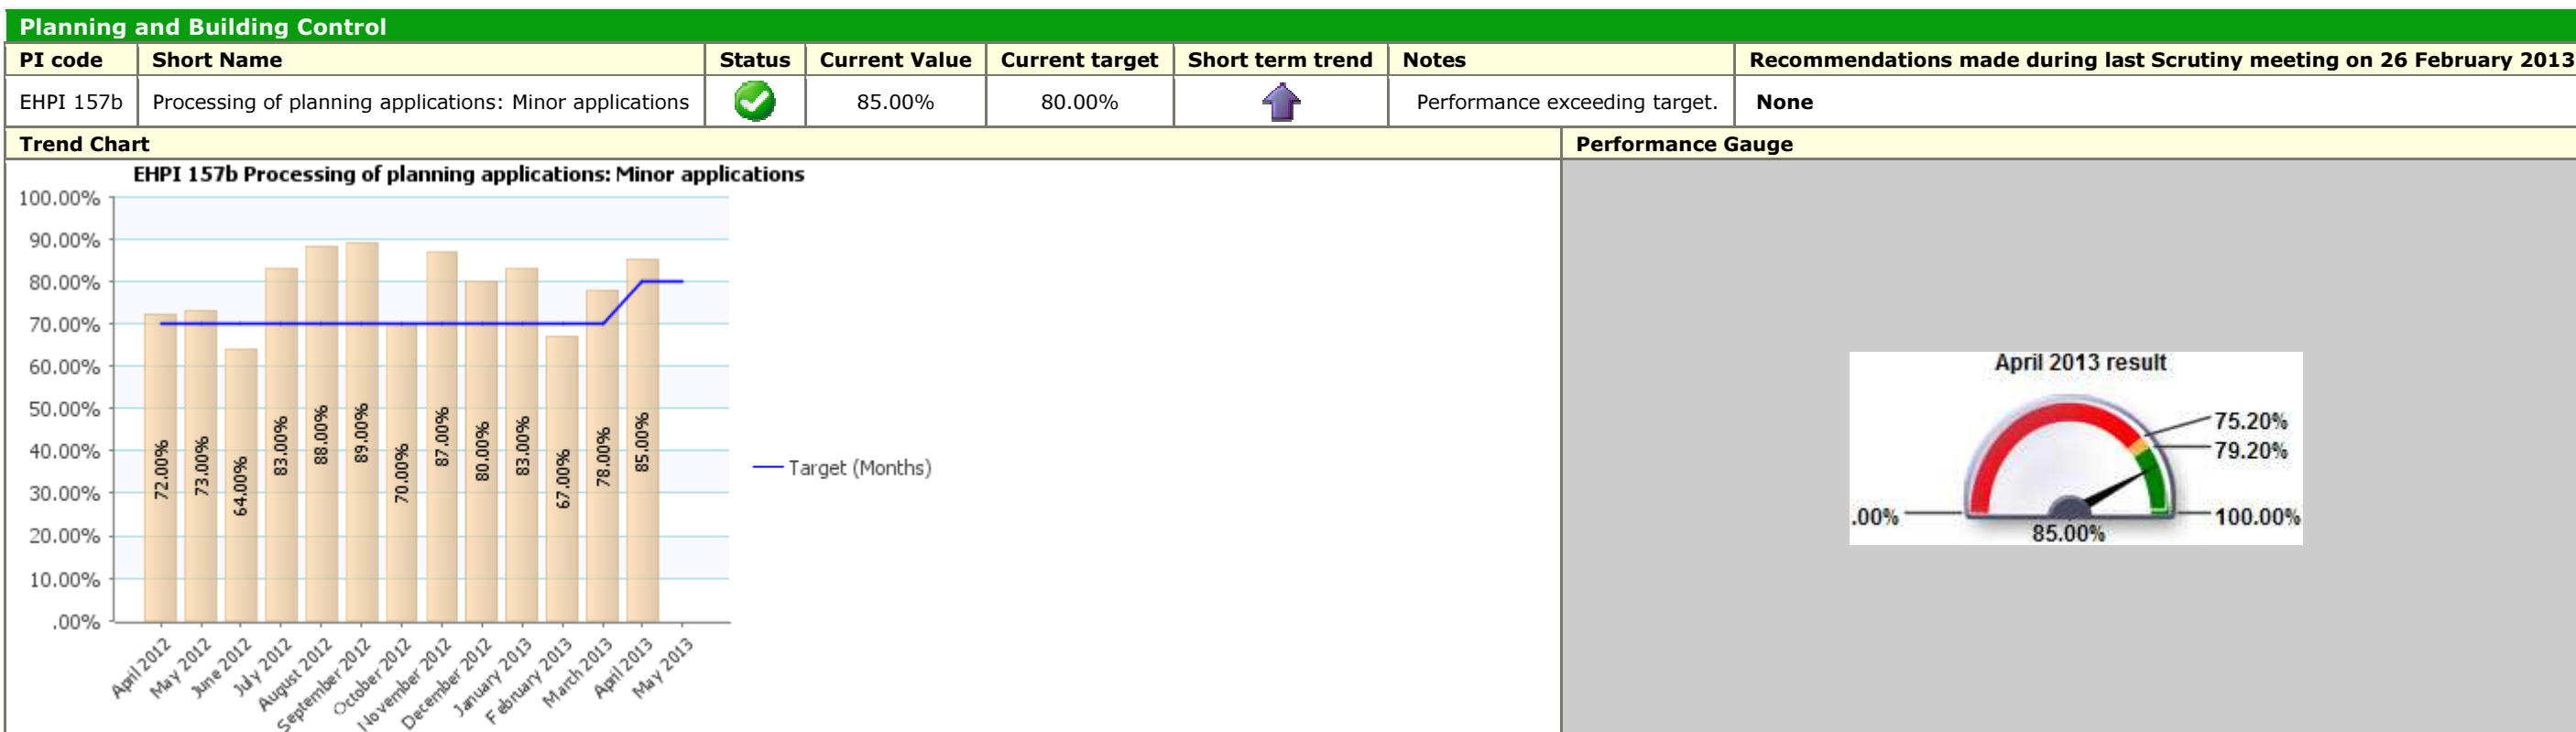 Planning and Building Control
PI code Short Name Status Current Value Current target Short term trend Notes Recommendations made during last Scrutiny meeting on 26 February 2013
EHPI 157b Processing of planning applications: Minor applications 85.00% 80.00% Performance exceeding target. None
Trend Chart Performance Gauge
EHPI 157b Processing of planning applications: Minor applications
100.00%
90.00%
80.00%
70.00%
60.00%
50.00%
40.00%
30.00%
20.00%
10.00%
.00%
72.00% 73.00% 64.00% 83.00% 88.00% 89.00% 70.00% 87.00% 80.00% 83.00% 67.00% 78.00% 85.00%
April 2012 May 2012 June 2012 July 2012 August 2012 September 2012 October 2012 November 2012 December 2012 January 2013 February 2013 March 2013 April 2013 May 2013
Target (Months)
April 2013 result
75.20%
79.20%
.00% 100.00%
85.00%